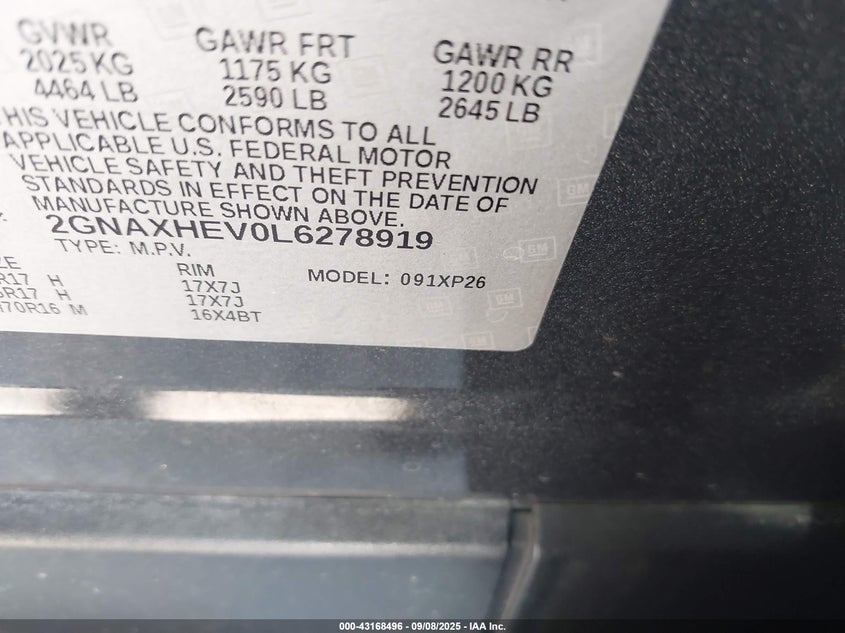 GVWR GAWR FRT GAWR RR
2025 KG 1175 KG 1200 KG
4464 LB 2590 LB 2645 LB
THIS VEHICLE CONFORMS TO ALL
APPLICABLE U.S. FEDERAL MOTOR
VEHICLE SAFETY AND THEFT PREVENTION
STANDARDS IN EFFECT ON THE DATE OF
MANUFACTURE SHOWN ABOVE.
2GNAXHEV0L6278919
TYPE: M.P.V.
RIM MODEL: 091XP26
R17 H 17X7J
R17 H 17X7J
70R16 M 16X4BT
GM
000-43168496 - 09/08/2025 - IAA Inc.